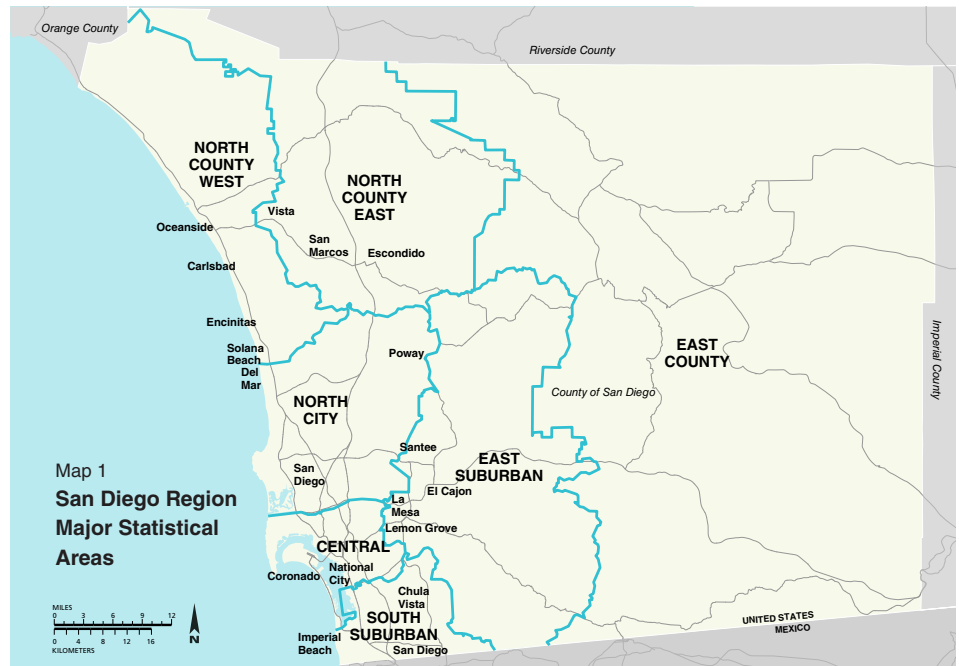 Orange County
Riverside County
NORTH
COUNTY
WEST
NORTH
COUNTY
EAST
Vista
Oceanside
San
Marcos
Escondido
Carlsbad
Encinitas
Solana
Beach
Del
Mar
Poway
EAST
COUNTY
Imperial County
County of San Diego
NORTH
CITY
Santee
EAST
SUBURBAN
San
Diego
El Cajon
La
Mesa
Lemon Grove
Map 1
San Diego Region
Major Statistical
Areas
CENTRAL
Coronado
National
City
Chula
Vista
SOUTH
SUBURBAN
Imperial
Beach
San Diego
UNITED STATES
MEXICO
MILES
0 3 6 9 12
0 4 8 12 16
KILOMETERS
N